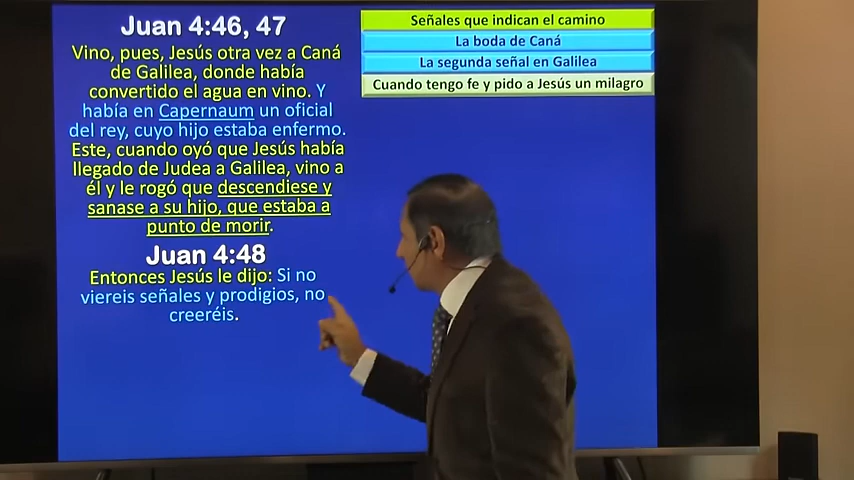 Juan 4:46, 47
Vino, pues, Jesús otra vez a Caná
de Galilea, donde había
convertido el agua en vino. Y
había en Capernaum un oficial
del rey, cuyo hijo estaba enfermo.
Este, cuando oyó que Jesús había
llegado de Judea a Galilea, vino a
él y le rogó que descendiese y
sanase a su hijo, que estaba a
punto de morir.
Juan 4:48
Entonces Jesús le dijo: Si no
viereis señales y prodigios, no
creeréis.
Señales que indican el camino
La boda de Caná
La segunda señal en Galilea
Cuando tengo fe y pido a Jesús un milagro